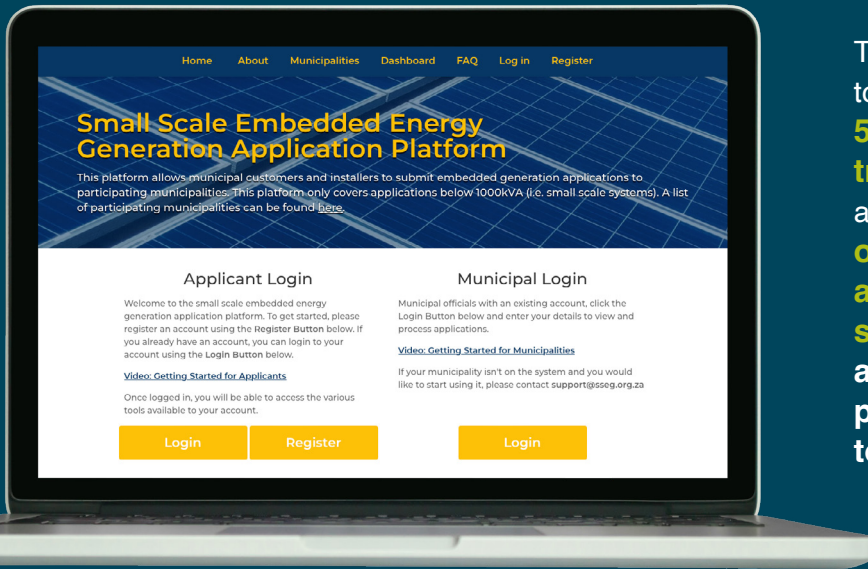 Home About Municipalities Dashboard FAQ Log in Register
Small Scale Embedded Energy
Generation Application Platform
This platform allows municipal customers and installers to submit embedded generation applications to
participating municipalities. This platform only covers applications below 1000kVA (i.e. small scale systems). A list
of participating municipalities can be found here.
Applicant Login
Welcome to the small scale embedded energy
generation application platform. To get started, please
register an account using the Register Button below. If
you already have an account, you can login to your
account using the Login Button below.
Video: Getting Started for Applicants
Once logged in, you will be able to access the various
tools available to your account.
Login Register
Municipal Login
Municipal officials with an existing account, click the
Login Button below and enter your details to view and
process applications.
Video: Getting Started for Municipalities
If your municipality isn't on the system and you would
like to start using it, please contact support@sseg.org.za
Login